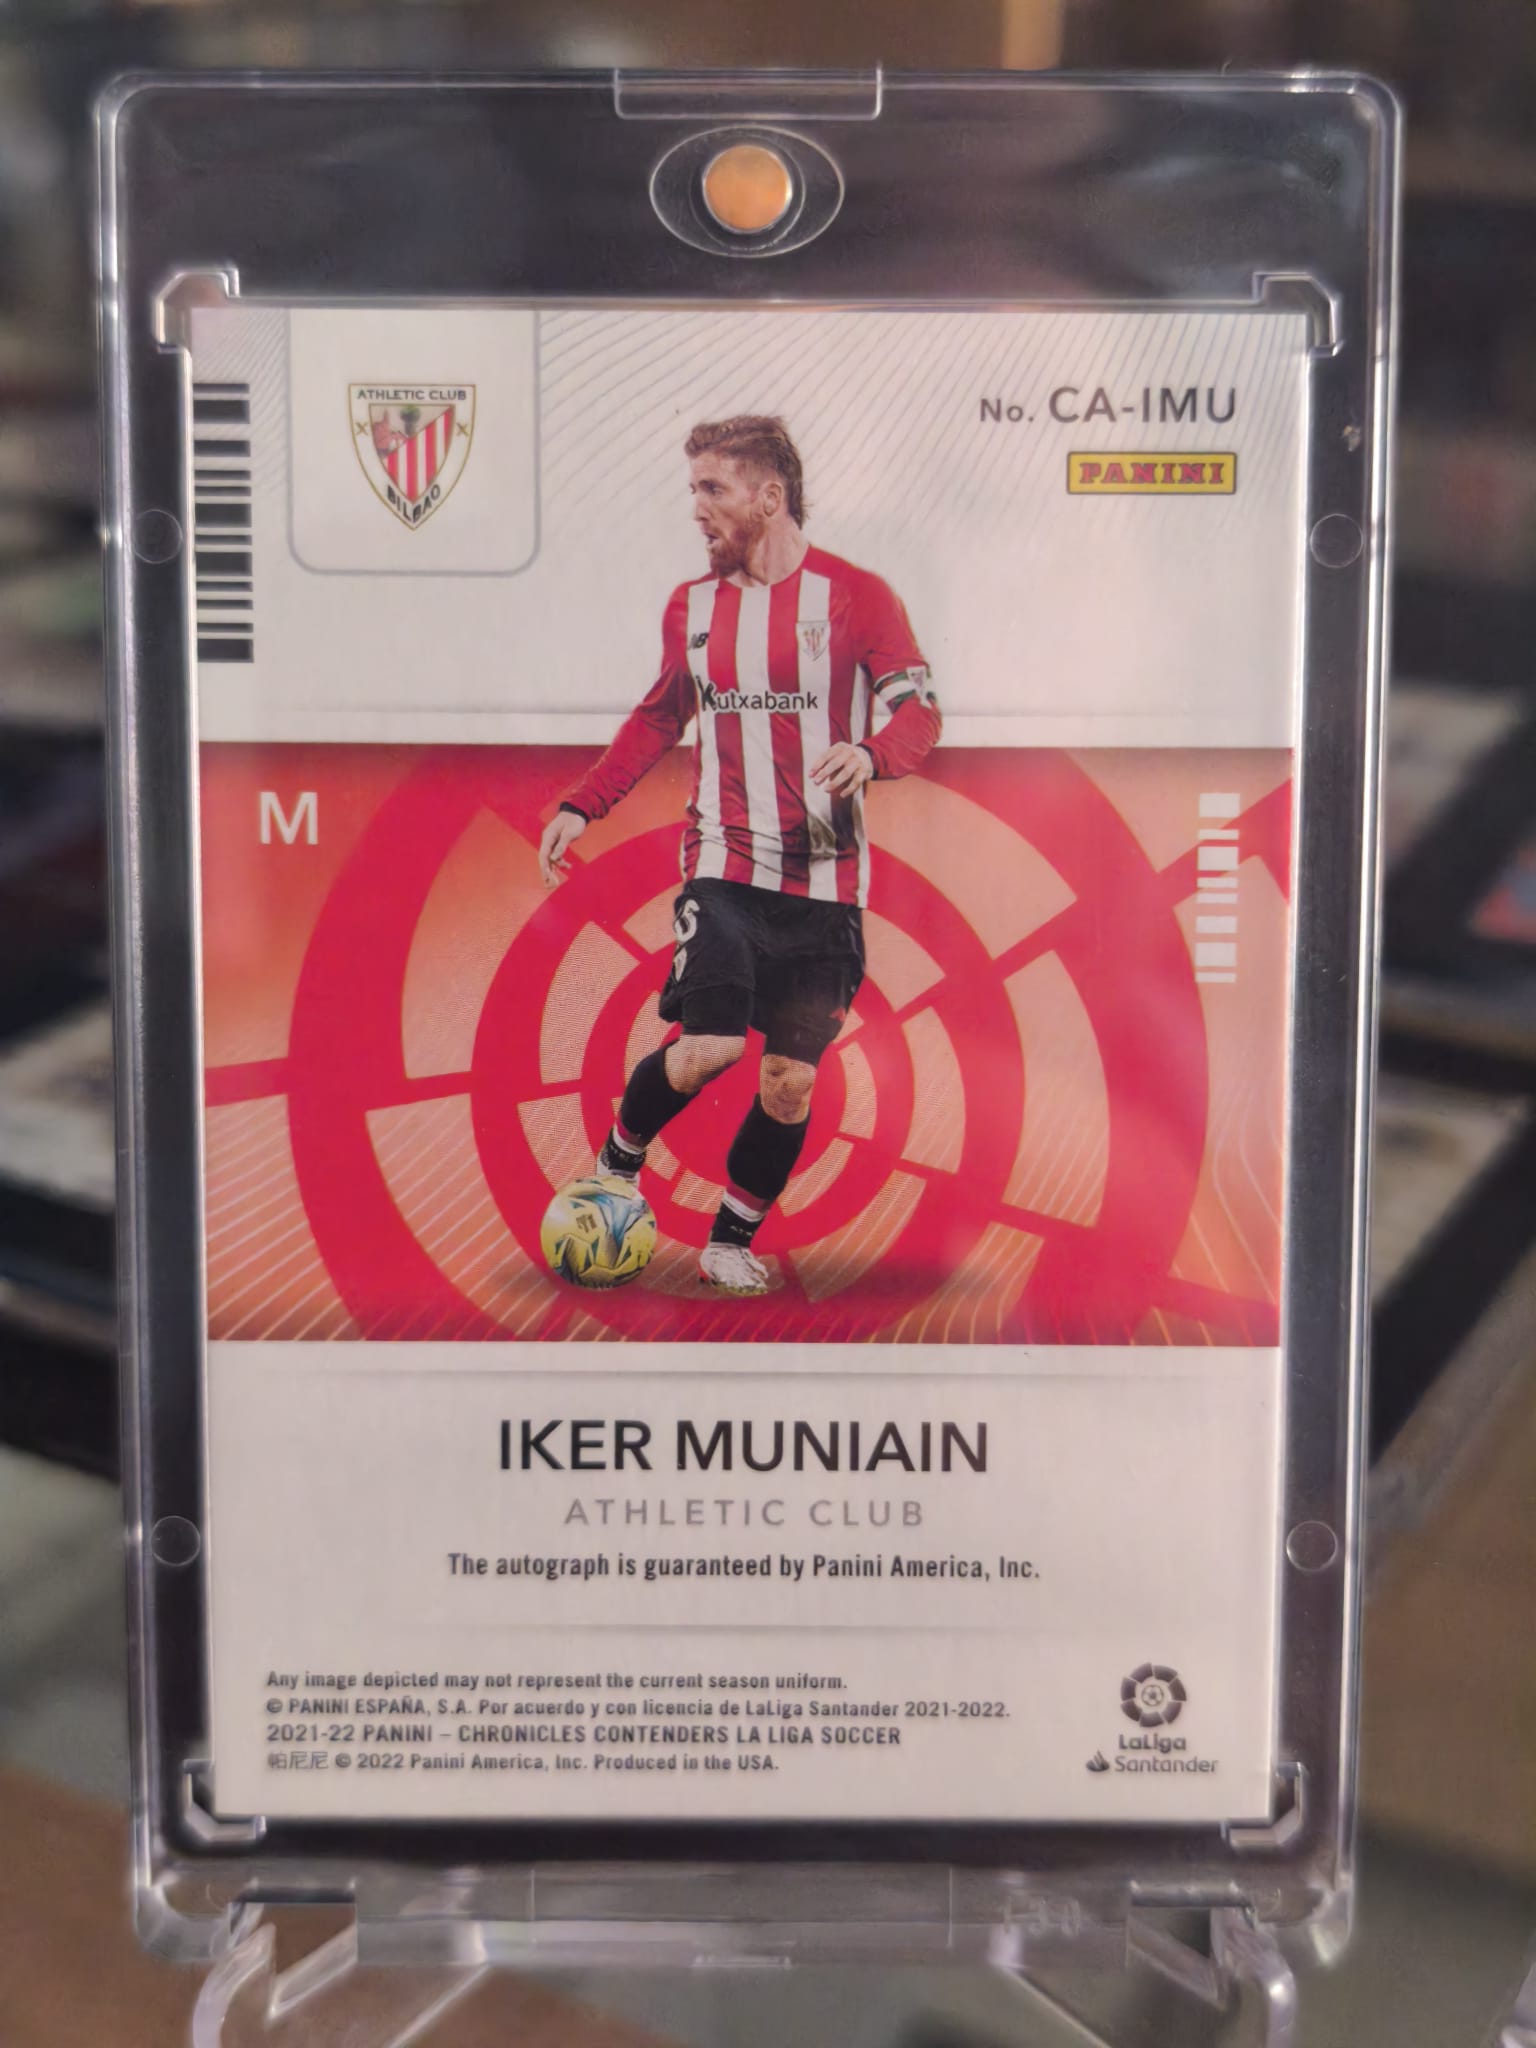 ATHLETIC CLUB
BILBAO
No. CA-IMU
PANINI
Kutxabank
M
IKER MUNIAIN
ATHLETIC CLUB
The autograph is guaranteed by Panini America, Inc.
Any image depicted may not represent the current season uniform.
© PANINI ESPAÑA, S.A. Por acuerdo y con licencia de LaLiga Santander 2021-2022.
2021-22 PANINI – CHRONICLES CONTENDERS LA LIGA SOCCER
帕尼尼 © 2022 Panini America, Inc. Produced in the USA.
LaLiga
Santander